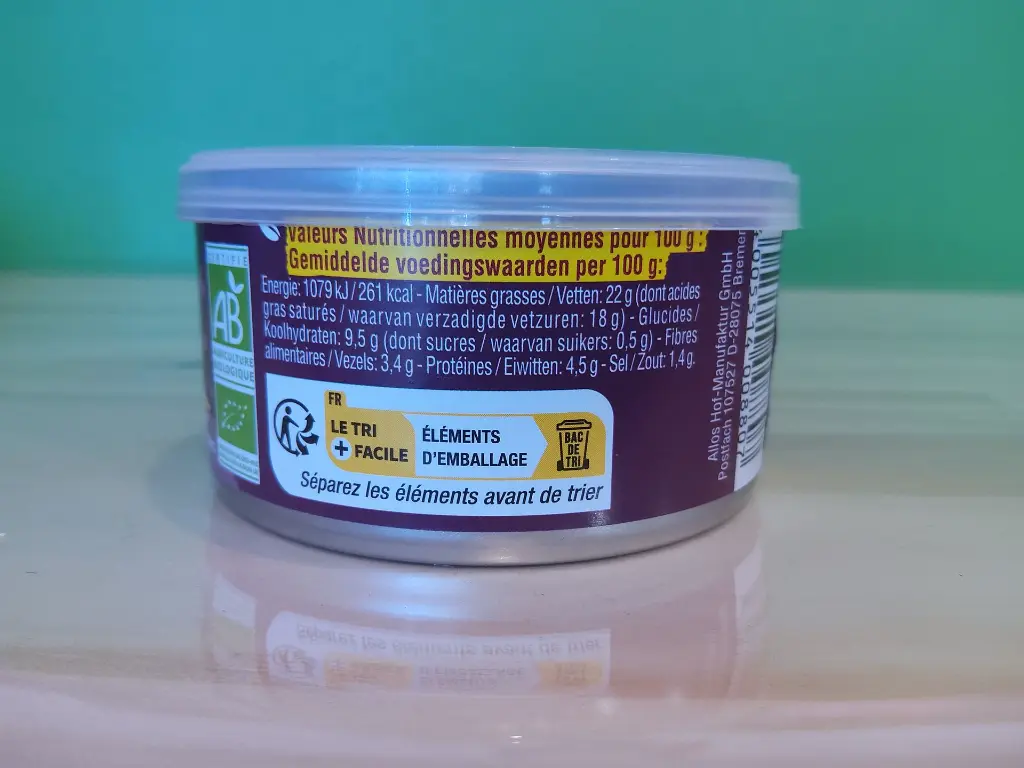 Valeurs Nutritionnelles moyennes pour 100 g :
Gemiddelde voedingswaarden per 100 g:
Energie: 1079 kJ / 261 kcal - Matières grasses / Vetten: 22 g (dont acides
gras saturés / waarvan verzadigde vetzuren: 18 g) - Glucides /
Koolhydraten: 9,5 g (dont sucres / waarvan suikers: 0,5 g) - Fibres
alimentaires / Vezels: 3,4 g - Protéines / Eiwitten: 4,5 g - Sel / Zout: 1,4 g.
CERTIFIÉ
AB
AGRICULTURE
BIOLOGIQUE
FR
LE TRI
+ FACILE
ÉLÉMENTS
D'EMBALLAGE
BAC
DE
TRI
Séparez les éléments avant de trier
Allos Hof-Manufaktur GmbH
Postfach 107527 D-28075 Bremen